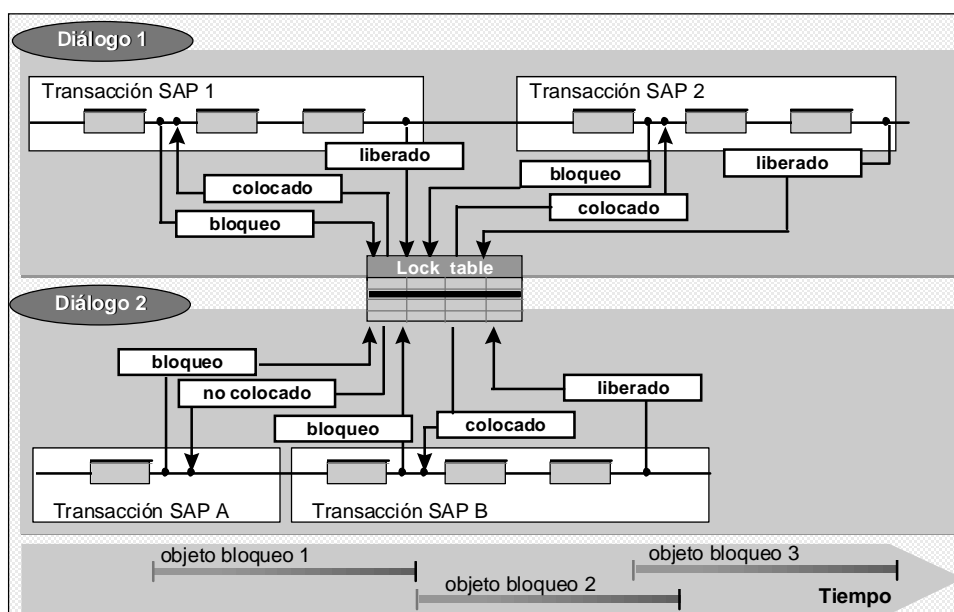 Diálogo 1
Transacción SAP 1
Transacción SAP 2
liberado
liberado
bloqueo
colocado
colocado
bloqueo
Lock table
Diálogo 2
bloqueo
no colocado
liberado
bloqueo
colocado
Transacción SAP A
Transacción SAP B
objeto bloqueo 1
objeto bloqueo 3
objeto bloqueo 2
Tiempo